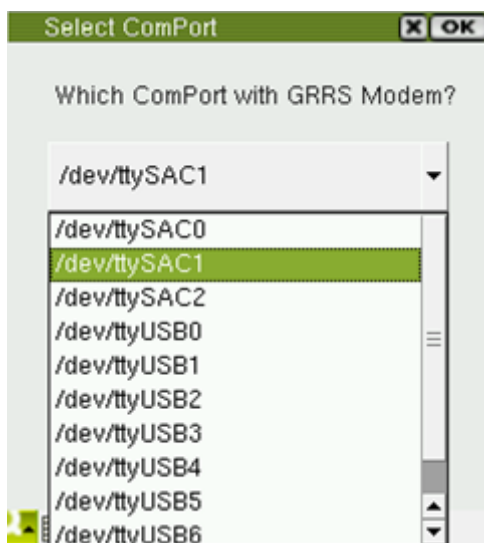 Select ComPort X OK
Which ComPort with GRRS Modem?
/dev/ttySAC1
/dev/ttySAC0
/dev/ttySAC1
/dev/ttySAC2
/dev/ttyUSB0
/dev/ttyUSB1
/dev/ttyUSB2
/dev/ttyUSB3
/dev/ttyUSB4
/dev/ttyUSB5
/dev/ttyUSB6